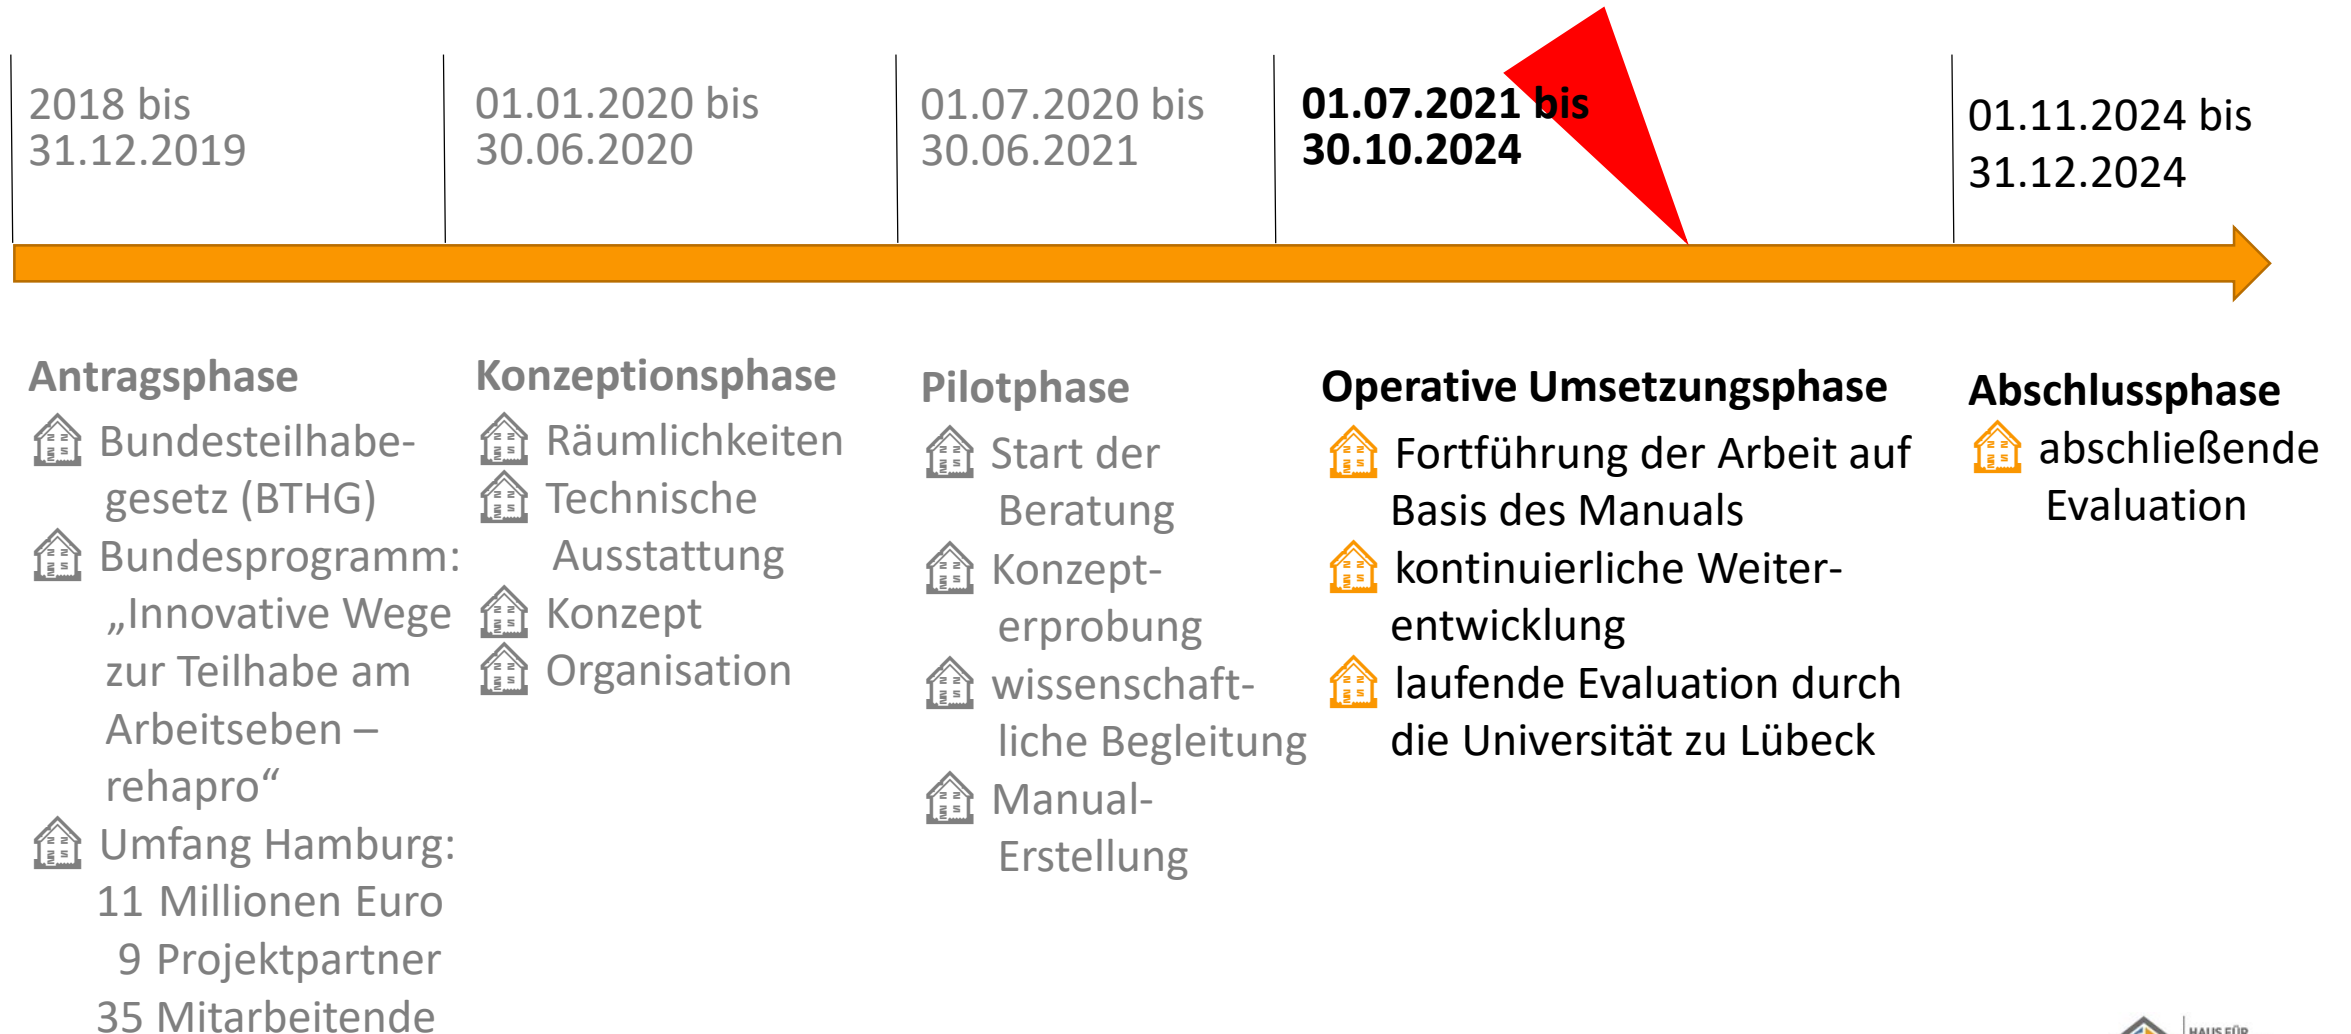 2018 bis
31.12.2019
01.01.2020 bis
30.06.2020
01.07.2020 bis
30.06.2021
01.07.2021 bis
30.10.2024
01.11.2024 bis
31.12.2024
Antragsphase
Bundesteilhabe-
gesetz (BTHG)
Bundesprogramm:
„Innovative Wege
zur Teilhabe am
Arbeitseben –
rehapro“
Umfang Hamburg:
11 Millionen Euro
9 Projektpartner
35 Mitarbeitende
Konzeptionsphase
Räumlichkeiten
Technische
Ausstattung
Konzept
Organisation
Pilotphase
Start der
Beratung
Konzept-
erprobung
wissenschaft-
liche Begleitung
Manual-
Erstellung
Operative Umsetzungsphase
Fortführung der Arbeit auf
Basis des Manuals
kontinuierliche Weiter-
entwicklung
laufende Evaluation durch
die Universität zu Lübeck
Abschlussphase
abschließende
Evaluation
HAUS FÜR